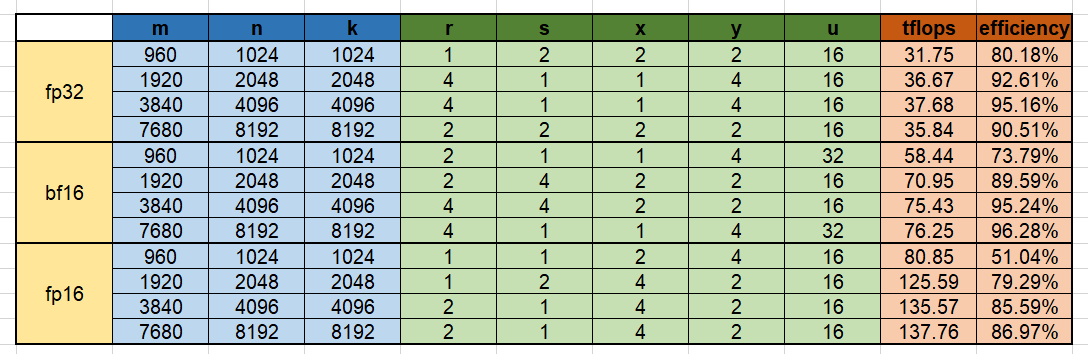 m n k r s x y u tflops efficiency
fp32 960 1024 1024 1 2 2 2 16 31.75 80.18%
1920 2048 2048 4 1 1 4 16 36.67 92.61%
3840 4096 4096 4 1 1 4 16 37.68 95.16%
7680 8192 8192 2 2 2 2 16 35.84 90.51%
bf16 960 1024 1024 2 1 1 4 32 58.44 73.79%
1920 2048 2048 2 4 2 2 16 70.95 89.59%
3840 4096 4096 4 4 2 2 16 75.43 95.24%
7680 8192 8192 4 1 1 4 32 76.25 96.28%
fp16 960 1024 1024 1 1 2 4 16 80.85 51.04%
1920 2048 2048 1 2 4 2 16 125.59 79.29%
3840 4096 4096 2 1 4 2 16 135.57 85.59%
7680 8192 8192 2 1 4 2 16 137.76 86.97%